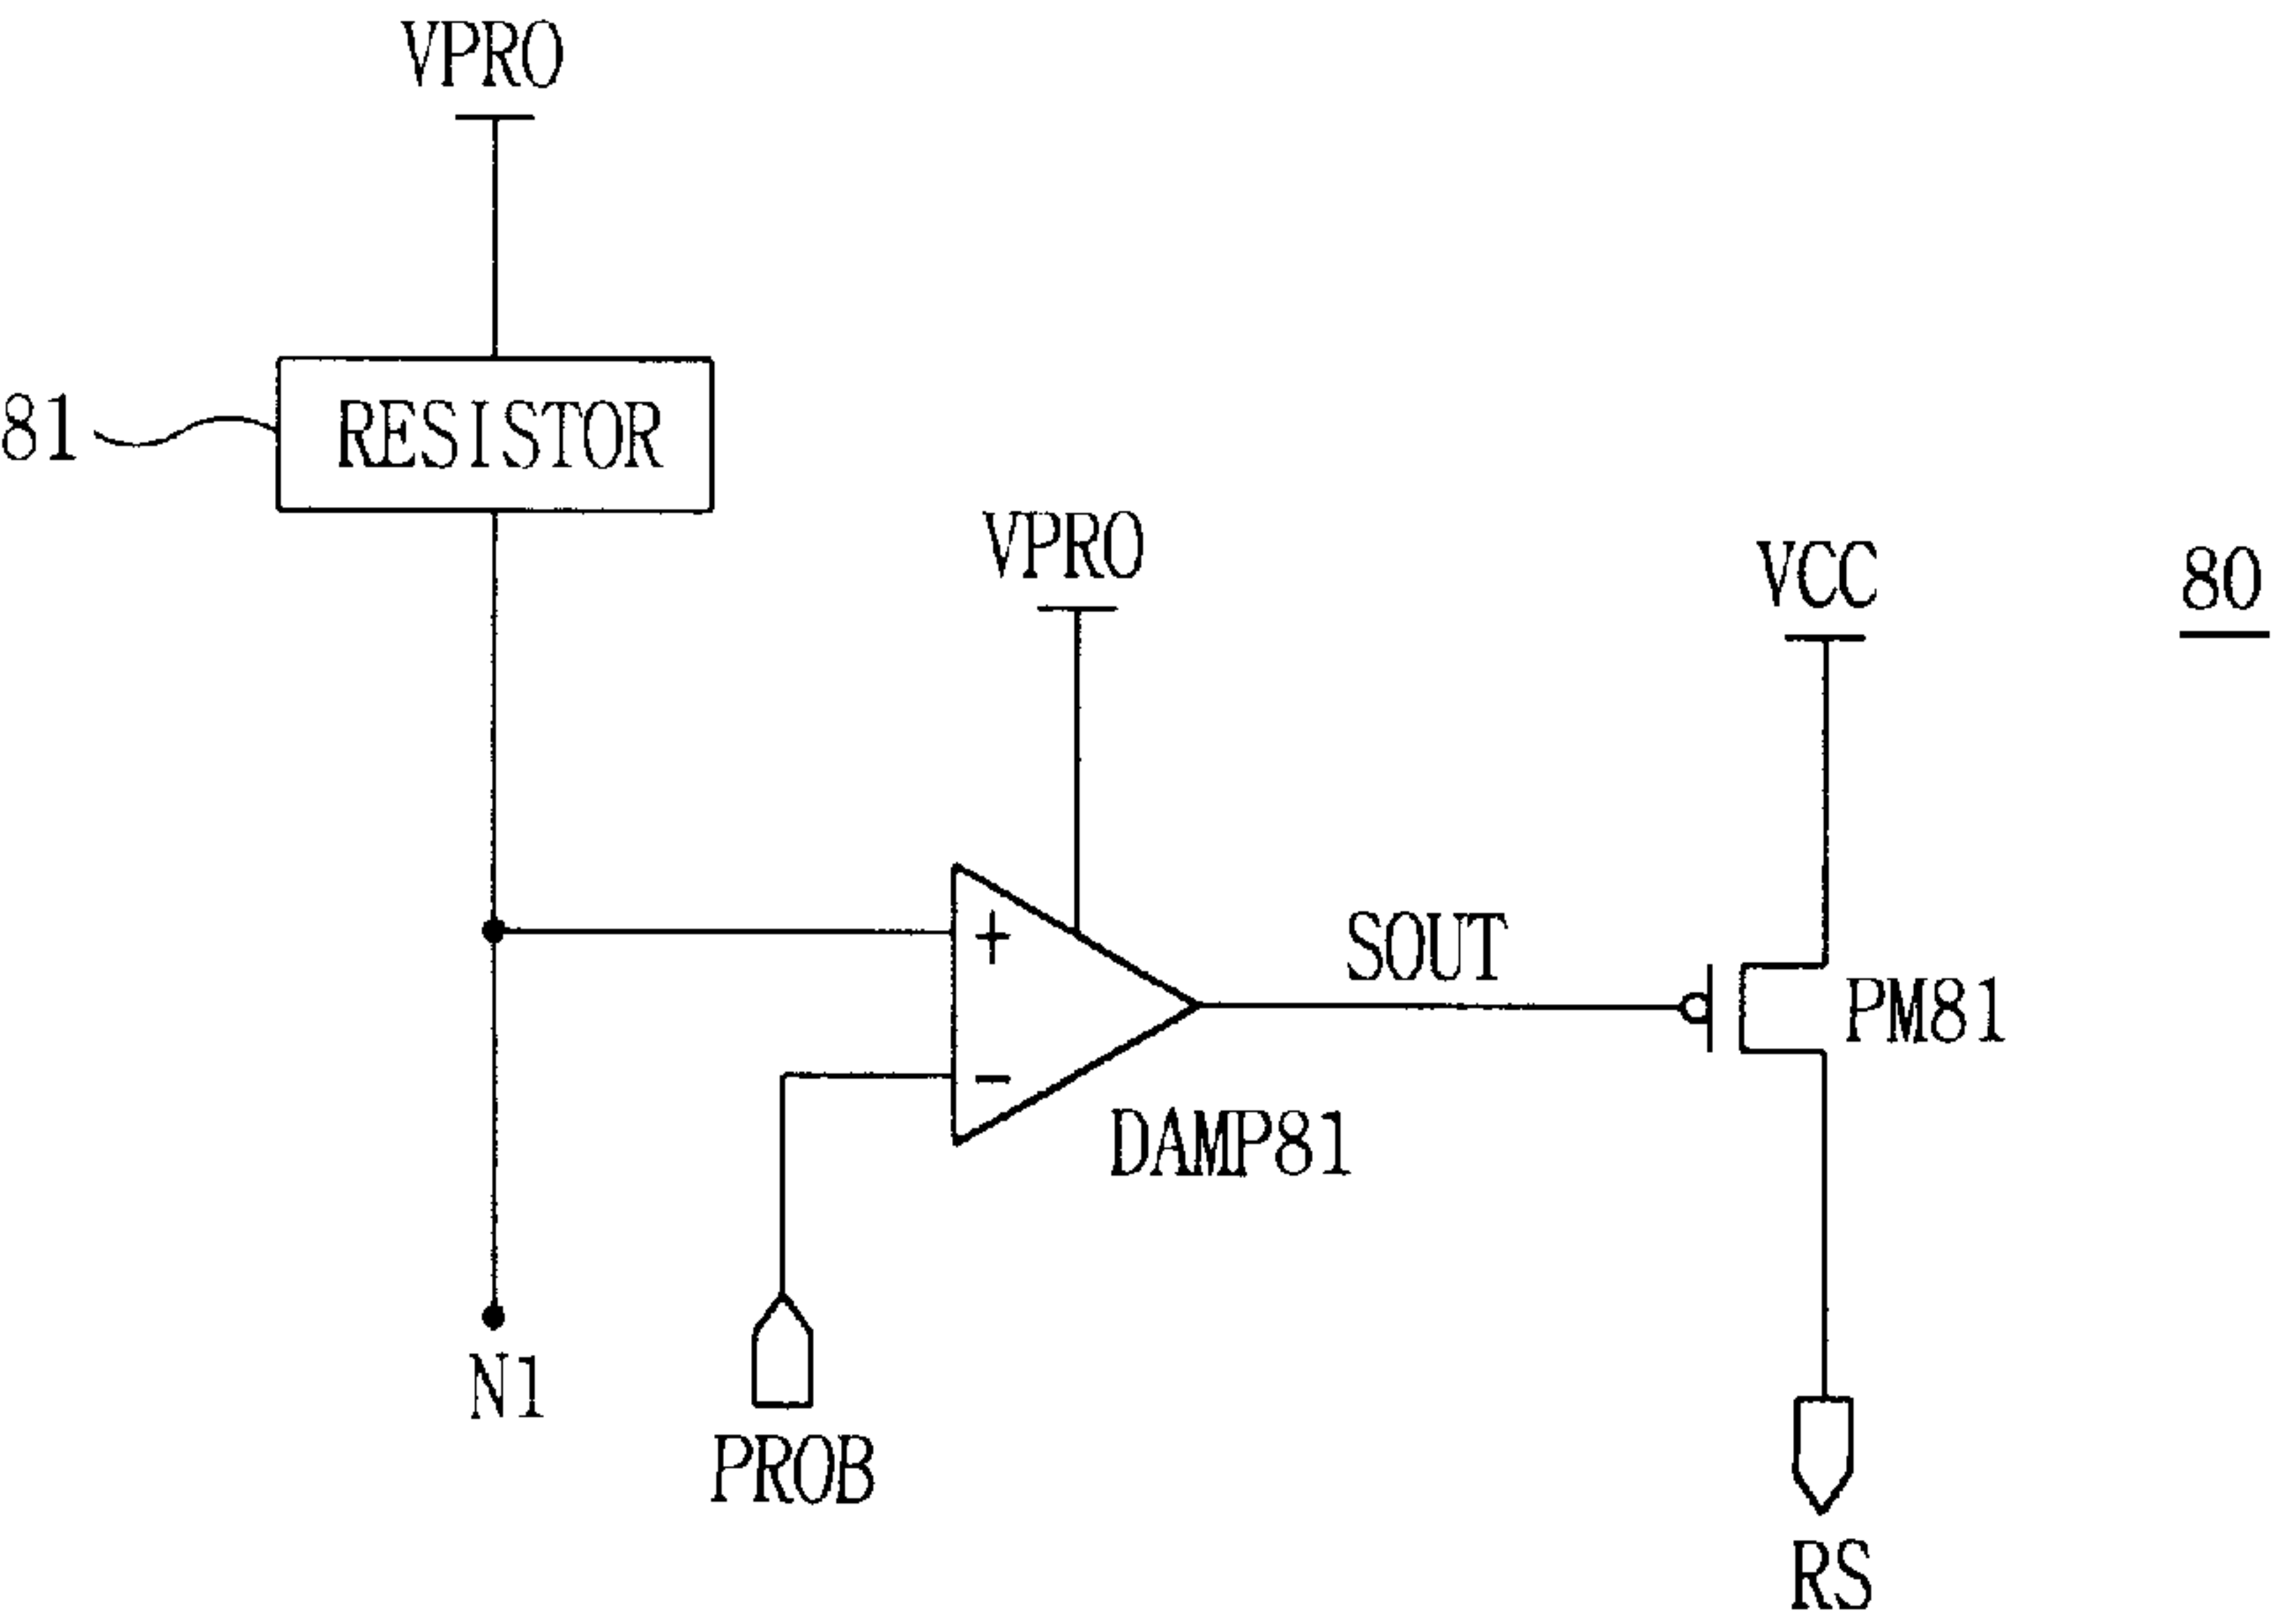 VPRO
81
RESISTOR
VPRO
VCC
80
+
SOUT
PM81
−
DAMP81
N1
PROB
RS